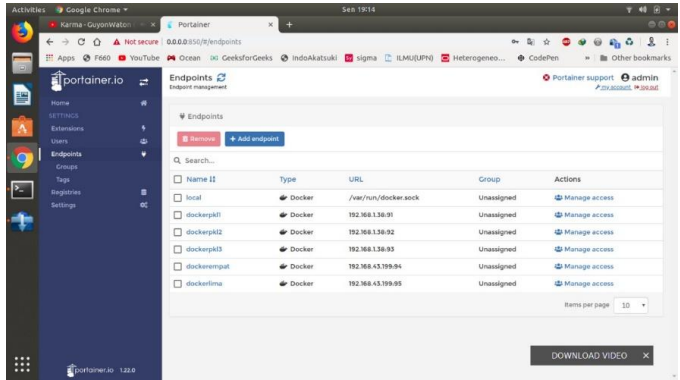 Activities Google Chrome Sen 19:14
Karma - GuyonWaton
Portainer
Not secure 0.0.0.0:850/#/endpoints
Apps F660 YouTube Ocean GeeksforGeeks IndoAkatsuki sigma ILMU(UPN) Heterogeneo... CodePen » Other bookmarks
portainer.io
Home
SETTINGS
Extensions
Users
Endpoints
Groups
Tags
Registries
Settings
portainer.io 1.22.0
Endpoints
Endpoint management
Portainer support admin
my account log out
Endpoints
Remove + Add endpoint
Search...
Name Type URL Group Actions
local Docker /var/run/docker.sock Unassigned Manage access
dockerpkl1 Docker 192.168.1.38:91 Unassigned Manage access
dockerpkl2 Docker 192.168.1.38:92 Unassigned Manage access
dockerpkl3 Docker 192.168.1.38:93 Unassigned Manage access
dockerempat Docker 192.168.43.199:94 Unassigned Manage access
dockerlima Docker 192.168.43.199:95 Unassigned Manage access
Items per page 10
DOWNLOAD VIDEO ×